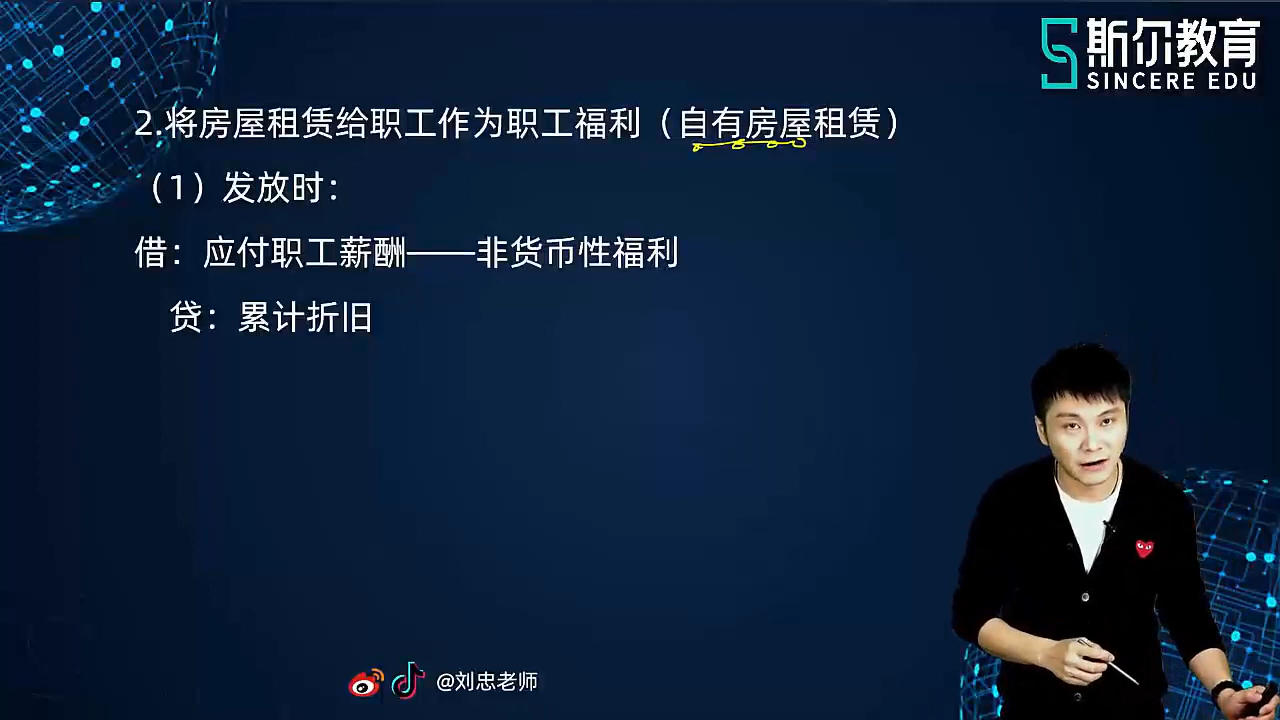 斯尔教育
SINCERE EDU
2.将房屋租赁给职工作为职工福利（自有房屋租赁）
（1）发放时：
借：应付职工薪酬——非货币性福利
贷：累计折旧
@刘忠老师